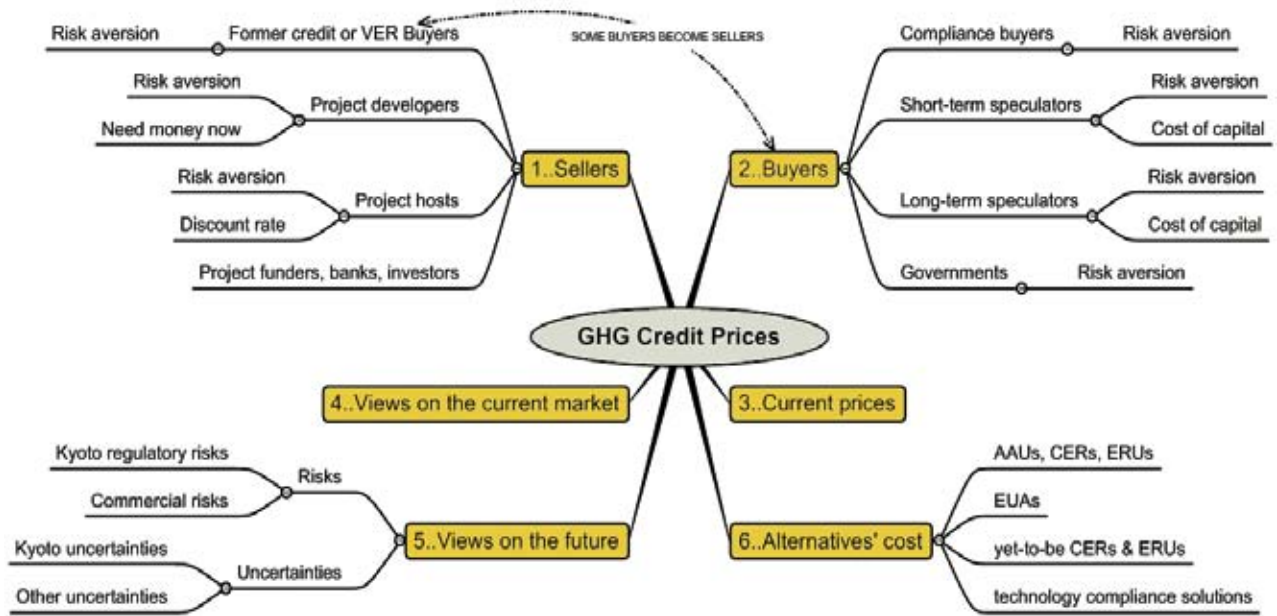 SOME BUYERS BECOME SELLERS
Risk aversion
Former credit or VER Buyers
Risk aversion
Need money now
Project developers
Risk aversion
Discount rate
Project hosts
Project funders, banks, investors
1..Sellers
2..Buyers
Compliance buyers
Risk aversion
Short-term speculators
Risk aversion
Cost of capital
Long-term speculators
Risk aversion
Cost of capital
Governments
Risk aversion
GHG Credit Prices
4..Views on the current market
3..Current prices
Kyoto regulatory risks
Commercial risks
Risks
Kyoto uncertainties
Other uncertainties
Uncertainties
5..Views on the future
6..Alternatives' cost
AAUs, CERs, ERUs
EUAs
yet-to-be CERs & ERUs
technology compliance solutions